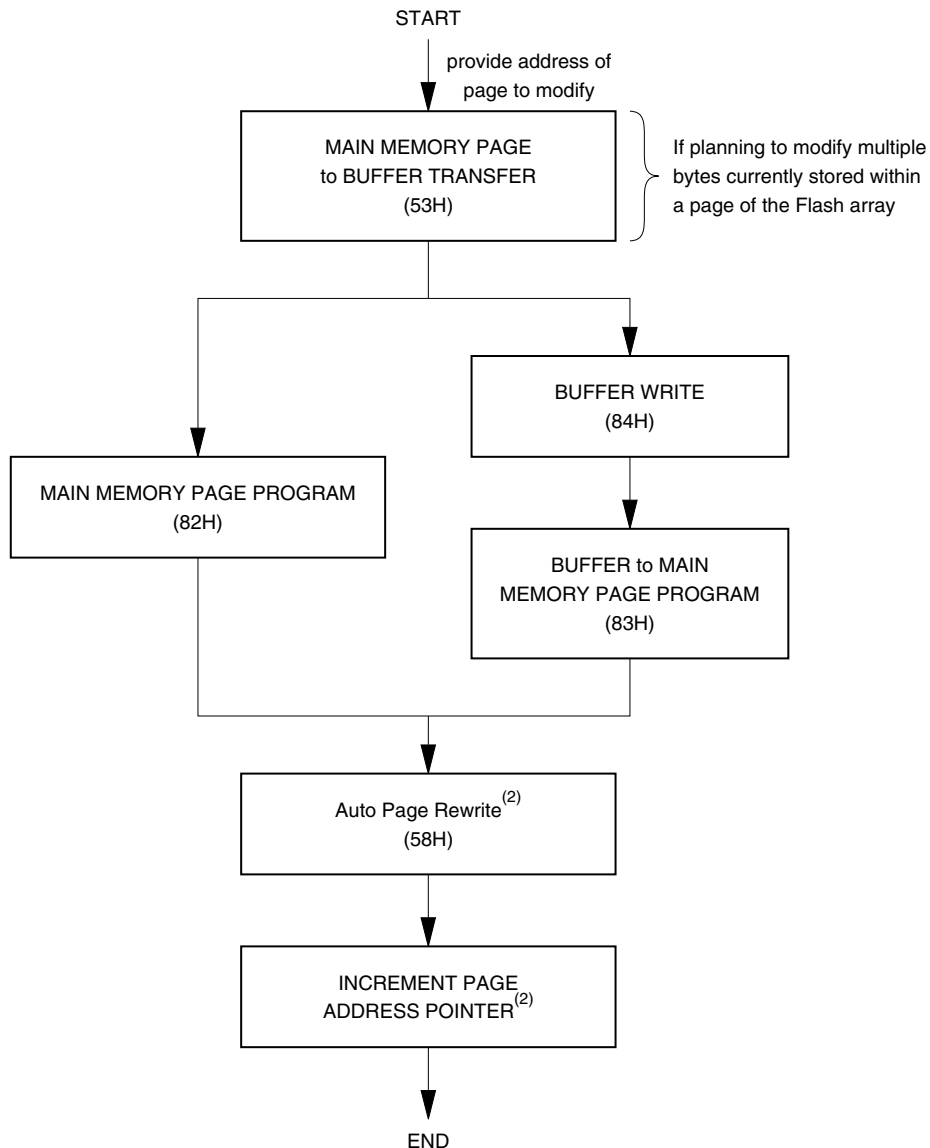 START
provide address of
page to modify
MAIN MEMORY PAGE
to BUFFER TRANSFER
(53H)
If planning to modify multiple
bytes currently stored within
a page of the Flash array
BUFFER WRITE
(84H)
MAIN MEMORY PAGE PROGRAM
(82H)
BUFFER to MAIN
MEMORY PAGE PROGRAM
(83H)
Auto Page Rewrite(2)
(58H)
INCREMENT PAGE
ADDRESS POINTER(2)
END